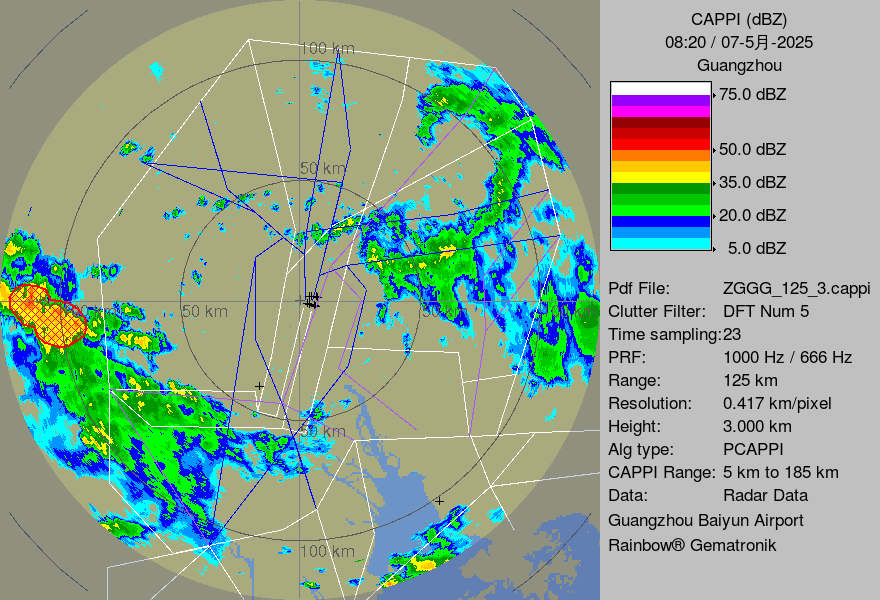 CAPPI (dBZ)
08:20 / 07-5月-2025
Guangzhou
75.0 dBZ
50.0 dBZ
35.0 dBZ
20.0 dBZ
5.0 dBZ
Pdf File: ZGGG_125_3.cappi
Clutter Filter: DFT Num 5
Time sampling:23
PRF: 1000 Hz / 666 Hz
Range: 125 km
Resolution: 0.417 km/pixel
Height: 3.000 km
Alg type: PCAPPI
CAPPI Range: 5 km to 185 km
Data: Radar Data
Guangzhou Baiyun Airport
Rainbow® Gematronik
100 km
50 km
50 km
50 km
100 km